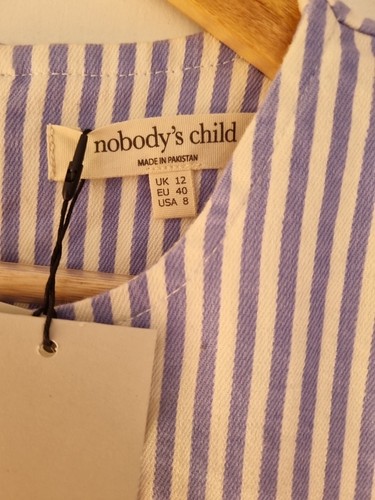 nobody's child
MADE IN PAKISTAN
UK 12
EU 40
USA 8